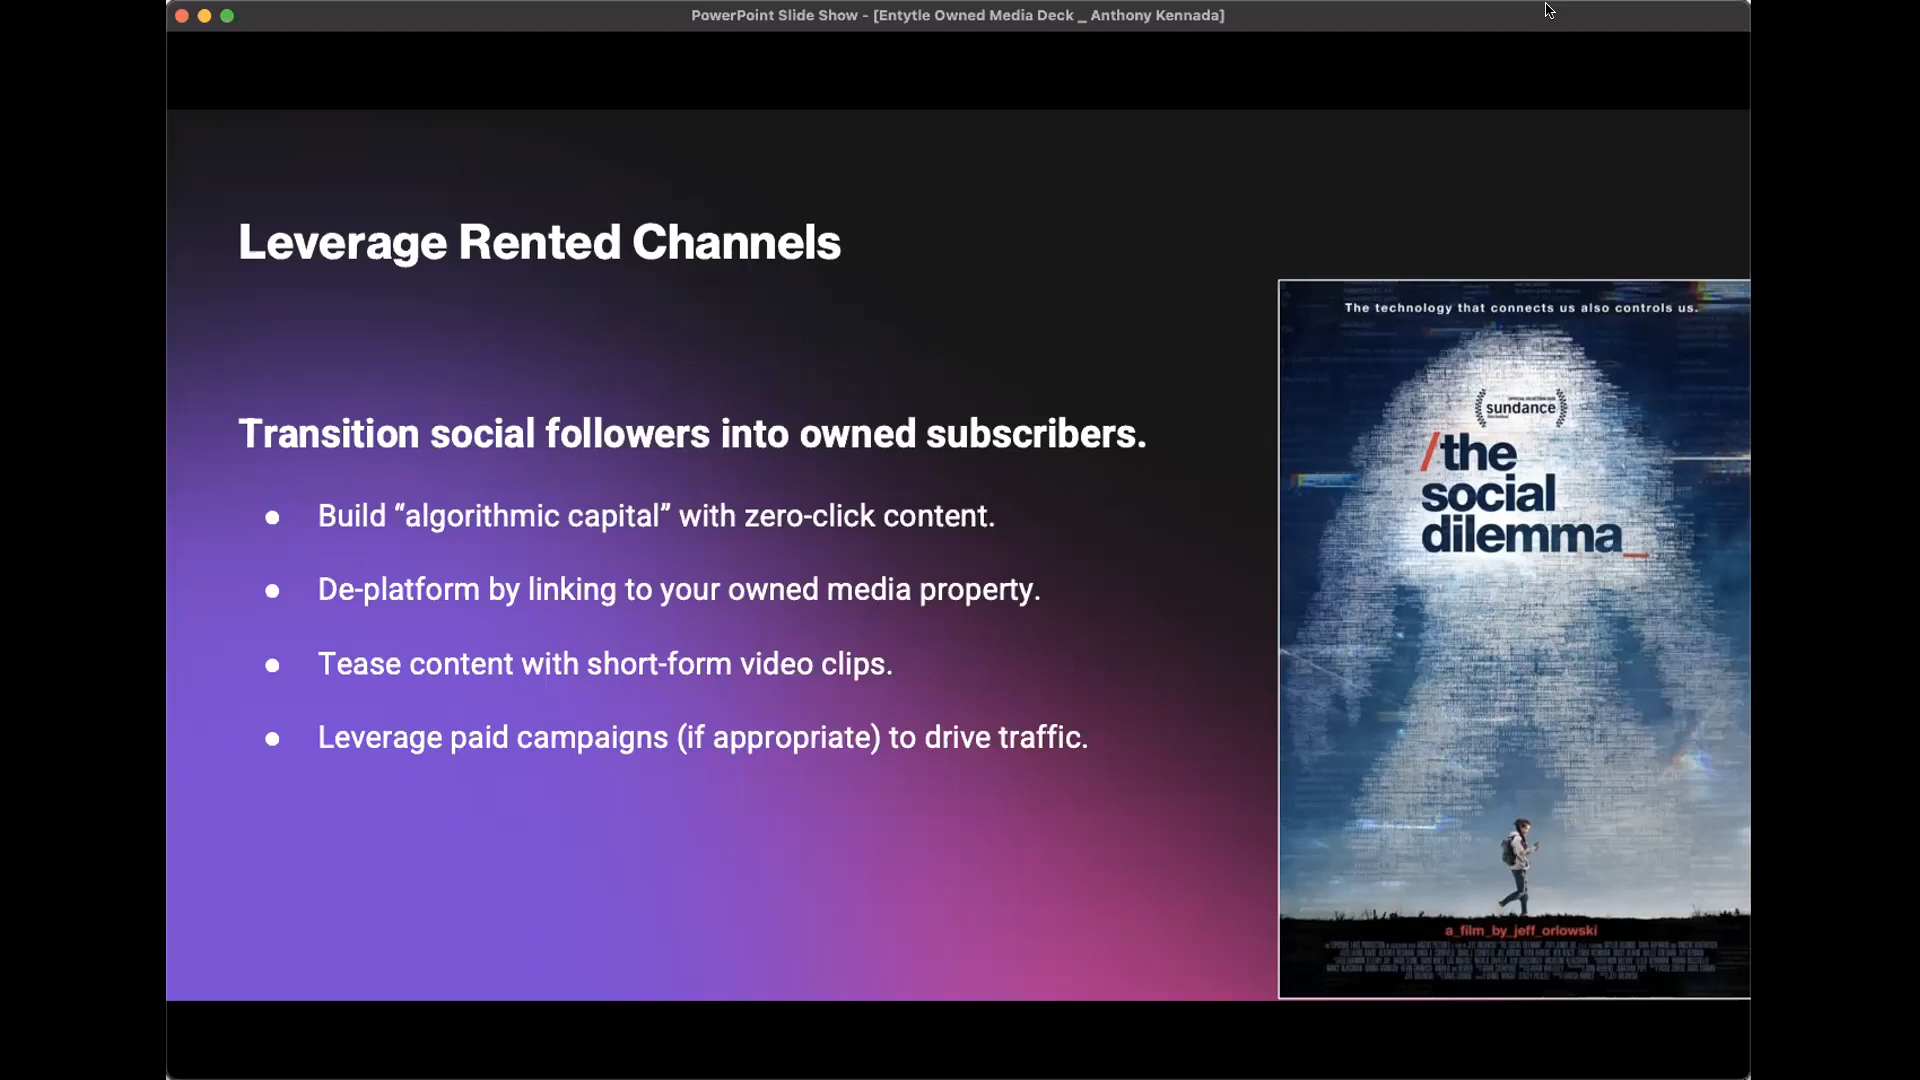 PowerPoint Slide Show - [Entytle Owned Media Deck _ Anthony Kennada]
Leverage Rented Channels
Transition social followers into owned subscribers.
● Build “algorithmic capital” with zero-click content.
● De-platform by linking to your owned media property.
● Tease content with short-form video clips.
● Leverage paid campaigns (if appropriate) to drive traffic.
The technology that connects us also controls us.
sundance
/the
social
dilemma_
a_film_by_jeff_orlowski